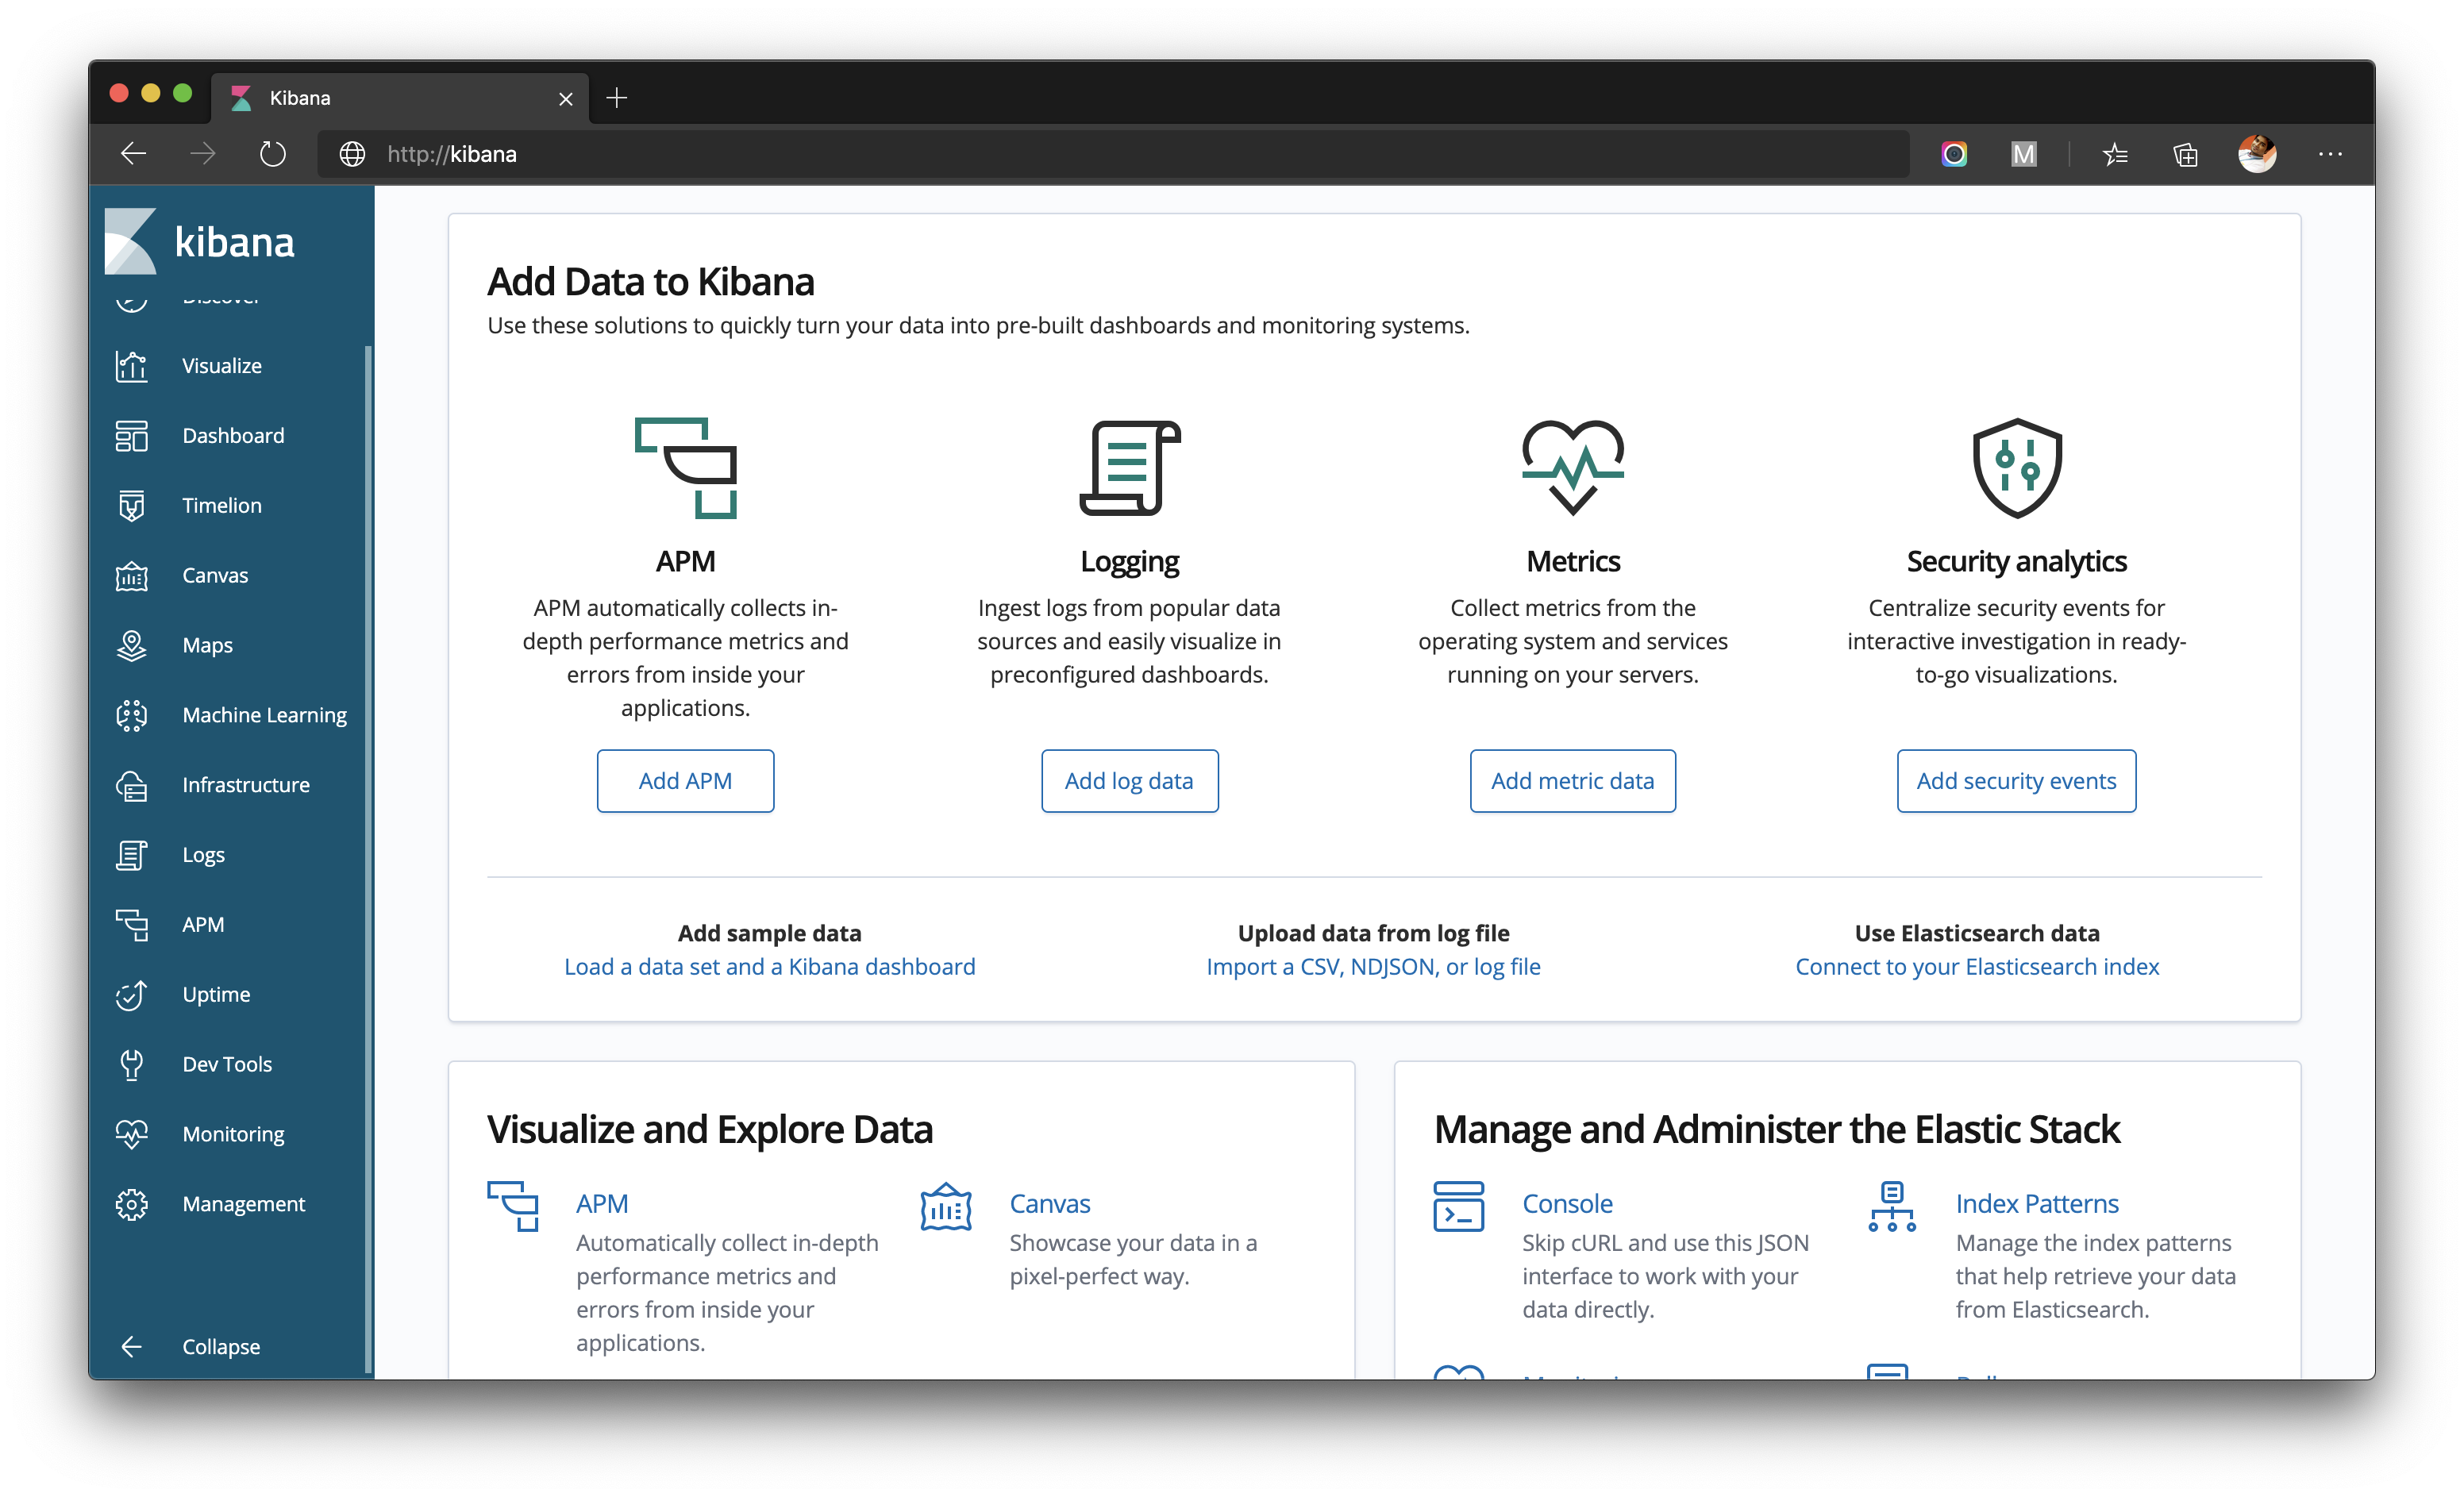 Kibana
http://kibana
M
kibana
Discover
Visualize
Dashboard
Timelion
Canvas
Maps
Machine Learning
Infrastructure
Logs
APM
Uptime
Dev Tools
Monitoring
Management
Collapse
Add Data to Kibana
Use these solutions to quickly turn your data into pre-built dashboards and monitoring systems.
APM
APM automatically collects in-
depth performance metrics and
errors from inside your
applications.
Add APM
Logging
Ingest logs from popular data
sources and easily visualize in
preconfigured dashboards.
Add log data
Metrics
Collect metrics from the
operating system and services
running on your servers.
Add metric data
Security analytics
Centralize security events for
interactive investigation in ready-
to-go visualizations.
Add security events
Add sample data
Load a data set and a Kibana dashboard
Upload data from log file
Import a CSV, NDJSON, or log file
Use Elasticsearch data
Connect to your Elasticsearch index
Visualize and Explore Data
APM
Automatically collect in-depth
performance metrics and
errors from inside your
applications.
Canvas
Showcase your data in a
pixel-perfect way.
Manage and Administer the Elastic Stack
Console
Skip cURL and use this JSON
interface to work with your
data directly.
Index Patterns
Manage the index patterns
that help retrieve your data
from Elasticsearch.